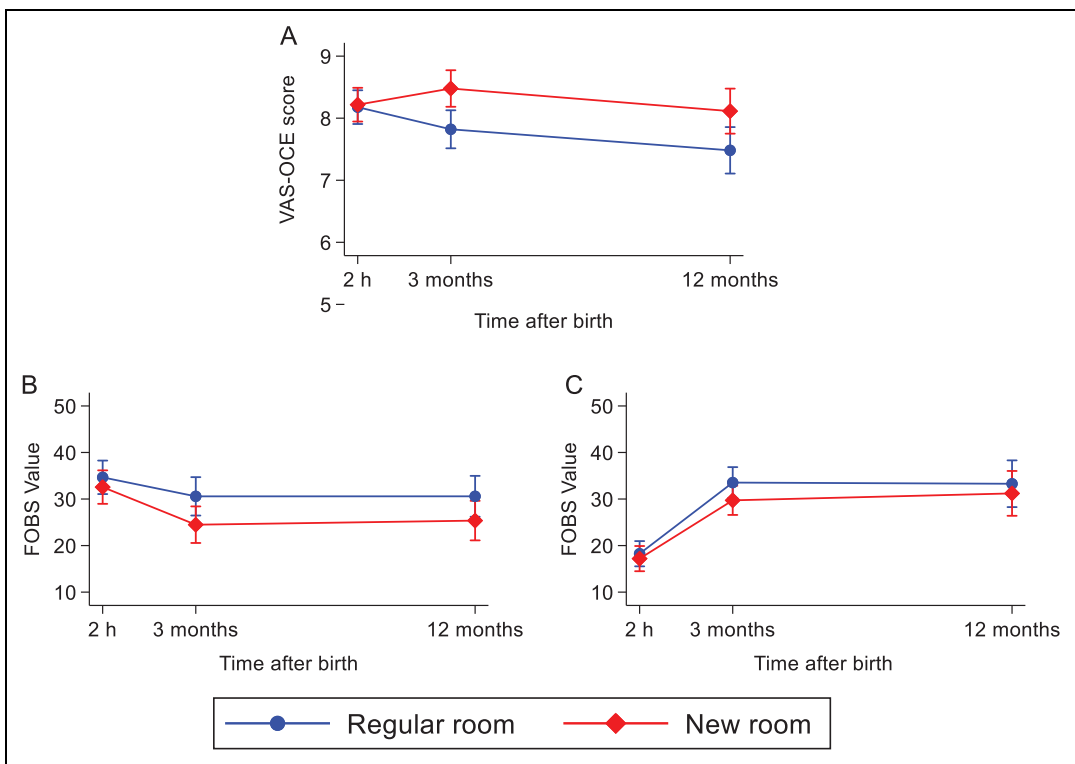 A
VAS-OCE score
9
8
7
6
5
2 h 3 months 12 months
Time after birth
B
FOBS Value
50
40
30
20
10
2 h 3 months 12 months
Time after birth
C
FOBS Value
50
40
30
20
10
2 h 3 months 12 months
Time after birth
Regular room New room